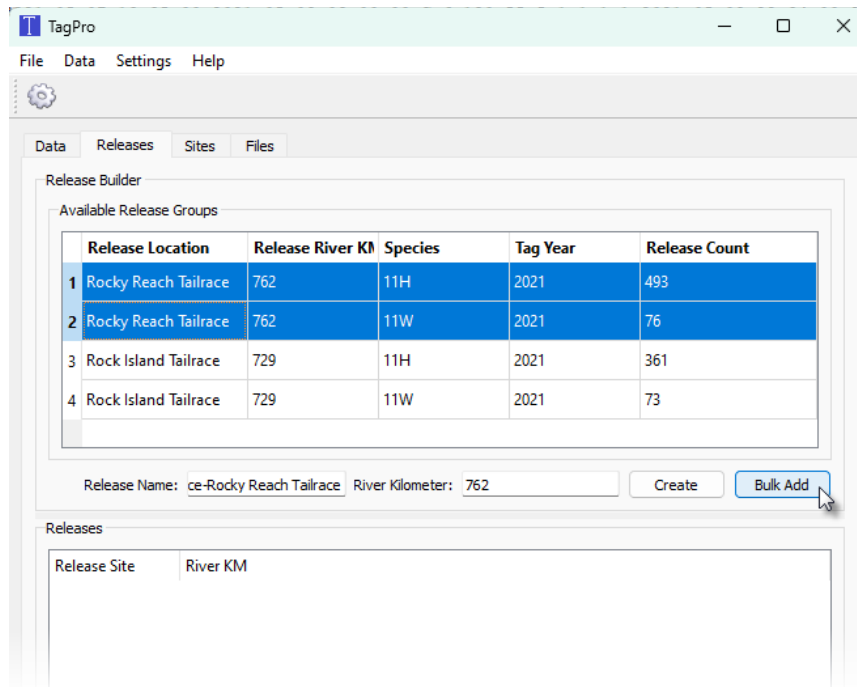 T TagPro
File Data Settings Help
Data Releases Sites Files
Release Builder
Available Release Groups
Release Location Release River KM Species Tag Year Release Count
1 Rocky Reach Tailrace 762 11H 2021 493
2 Rocky Reach Tailrace 762 11W 2021 76
3 Rock Island Tailrace 729 11H 2021 361
4 Rock Island Tailrace 729 11W 2021 73
Release Name: ce-Rocky Reach Tailrace River Kilometer: 762 Create Bulk Add
Releases
Release Site River KM